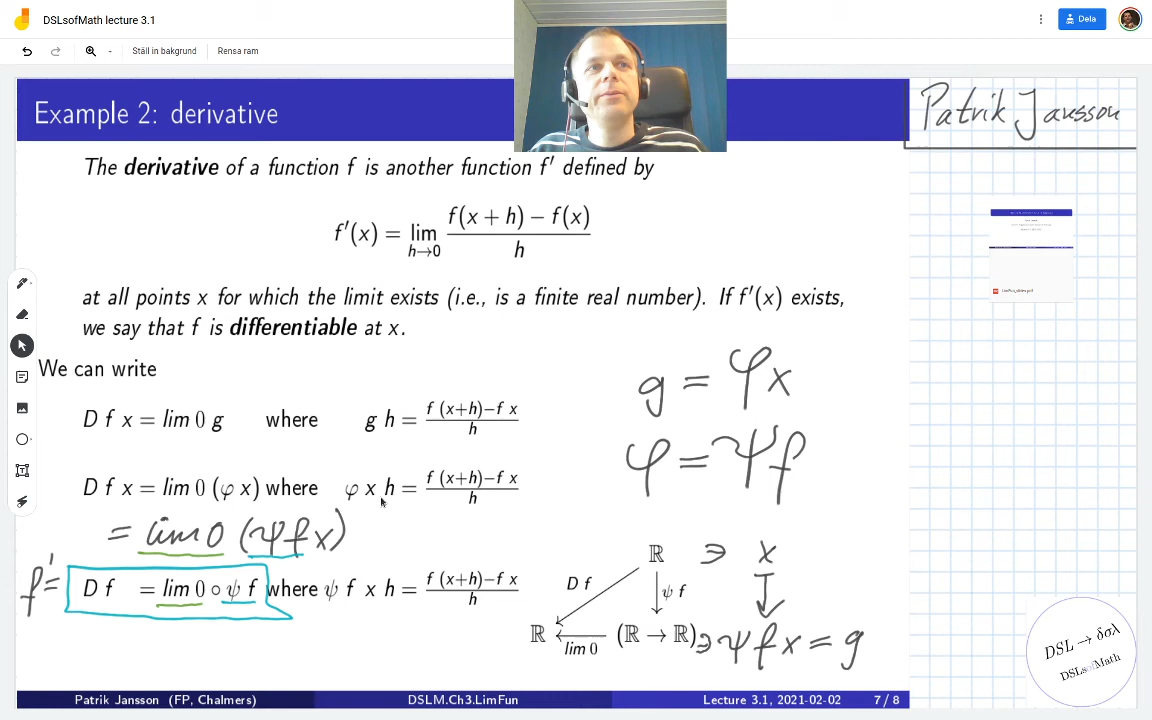 DSLsofMath lecture 3.1
Dela
Ställ in bakgrund
Rensa ram
Example 2: derivative
Patrik Jansson
The derivative of a function f is another function f′ defined by
f′(x) = lim h→0 f(x + h) − f(x) / h
at all points x for which the limit exists (i.e., is a finite real number). If f′(x) exists,
we say that f is differentiable at x.
We can write
g = φ x
D f x = lim 0 g where g h = f (x+h)−f x / h
φ = ψ f
D f x = lim 0 (φ x) where φ x h = f (x+h)−f x / h
= lim 0 (ψ f x)
f' = D f = lim 0 ∘ ψ f where ψ f x h = f (x+h)−f x / h
ℝ ∋ x
D f
ψ f
ℝ
lim 0
(ℝ → ℝ) ∋ ψ f x = g
DSL → δσλ
DSLsofMath
Patrik Jansson (FP, Chalmers)
DSLM.Ch3.LimFun
Lecture 3.1, 2021-02-02
7 / 8